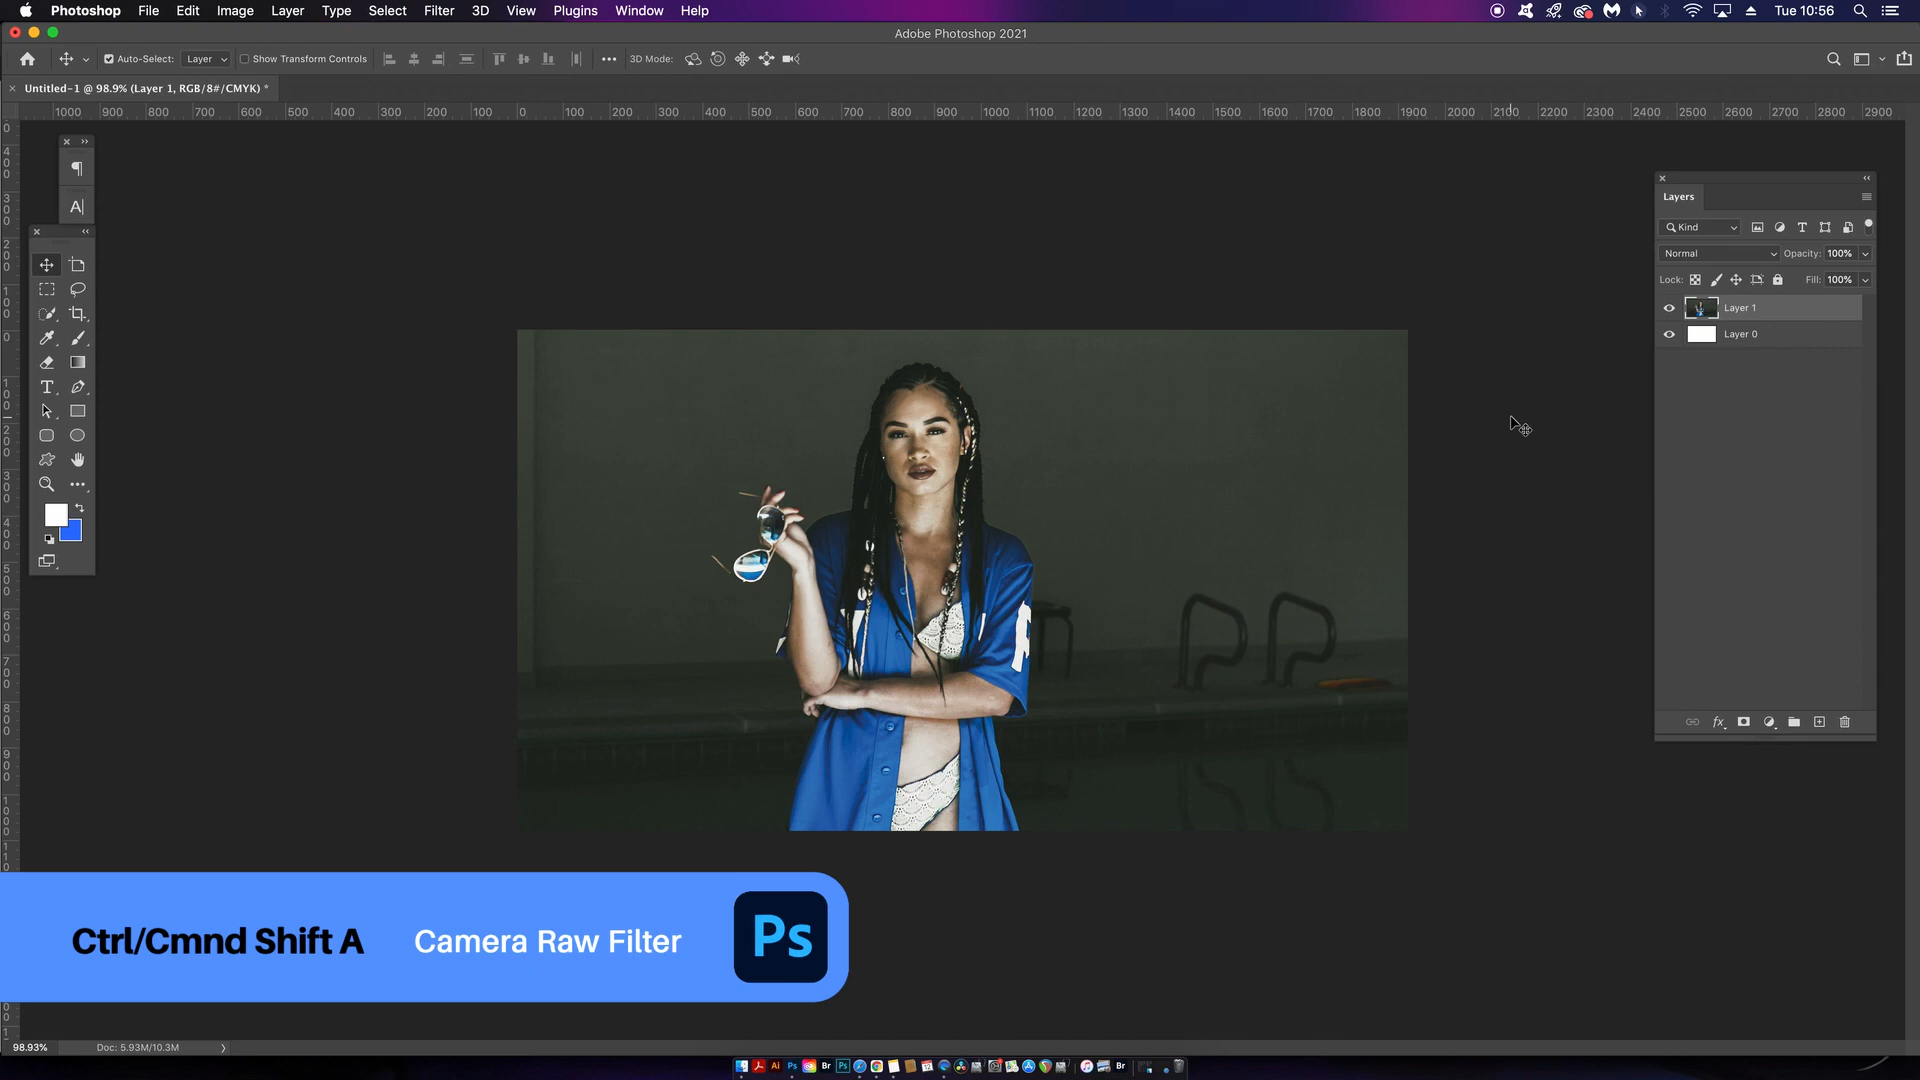 Photoshop File Edit Image Layer Type Select Filter 3D View Plugins Window Help Tue 10:56
Adobe Photoshop 2021
Auto-Select: Layer Show Transform Controls 3D Mode:
Untitled-1 @ 98.9% (Layer 1, RGB/8#/CMYK) *
1000 900 800 700 600 500 400 300 200 100 0 100 200 300 400 500 600 700 800 900 1000 1100 1200 1300 1400 1500 1600 1700 1800 1900 2000 2100 2200 2300 2400 2500 2600 2700 2800 2900
Layers
Kind
Normal Opacity: 100%
Lock: Fill: 100%
Layer 1
Layer 0
Ctrl/Cmnd Shift A Camera Raw Filter Ps
98.93% Doc: 5.93M/10.3M